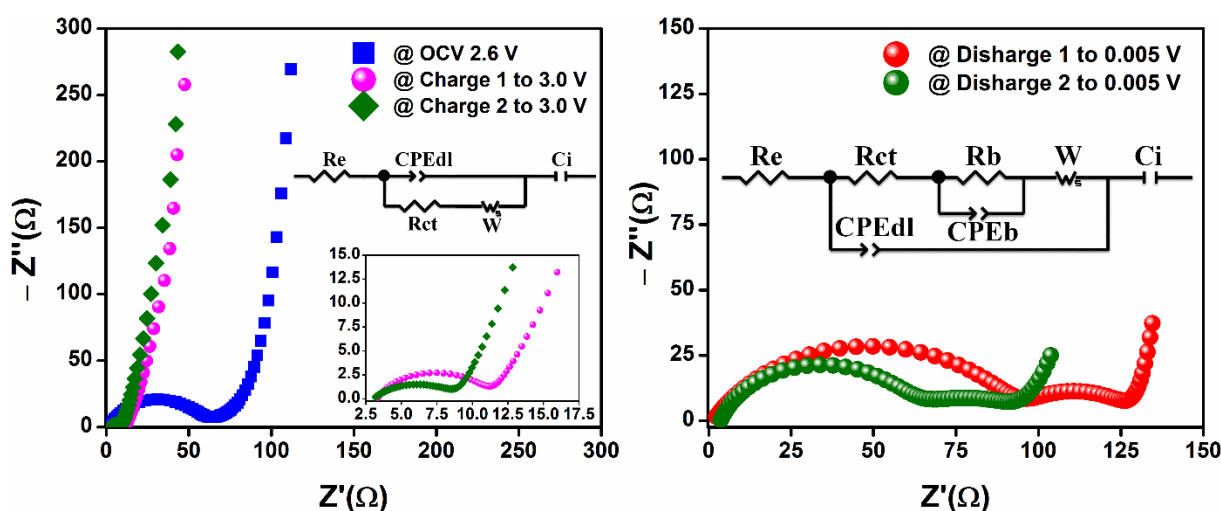 300
250
200
150
100
50
0
− Z''(Ω)
@ OCV 2.6 V
@ Charge 1 to 3.0 V
@ Charge 2 to 3.0 V
Re
CPEdl
Ci
Rct
W
s
15.0
12.5
10.0
7.5
5.0
2.5
0.0
2.5 5.0 7.5 10.0 12.5 15.0 17.5
0 50 100 150 200 250 300
Z'(Ω)
150
125
100
75
50
25
0
− Z''(Ω)
@ Disharge 1 to 0.005 V
@ Disharge 2 to 0.005 V
Re Rct Rb W Ci
s
CPEdl CPEb
0 25 50 75 100 125 150
Z'(Ω)